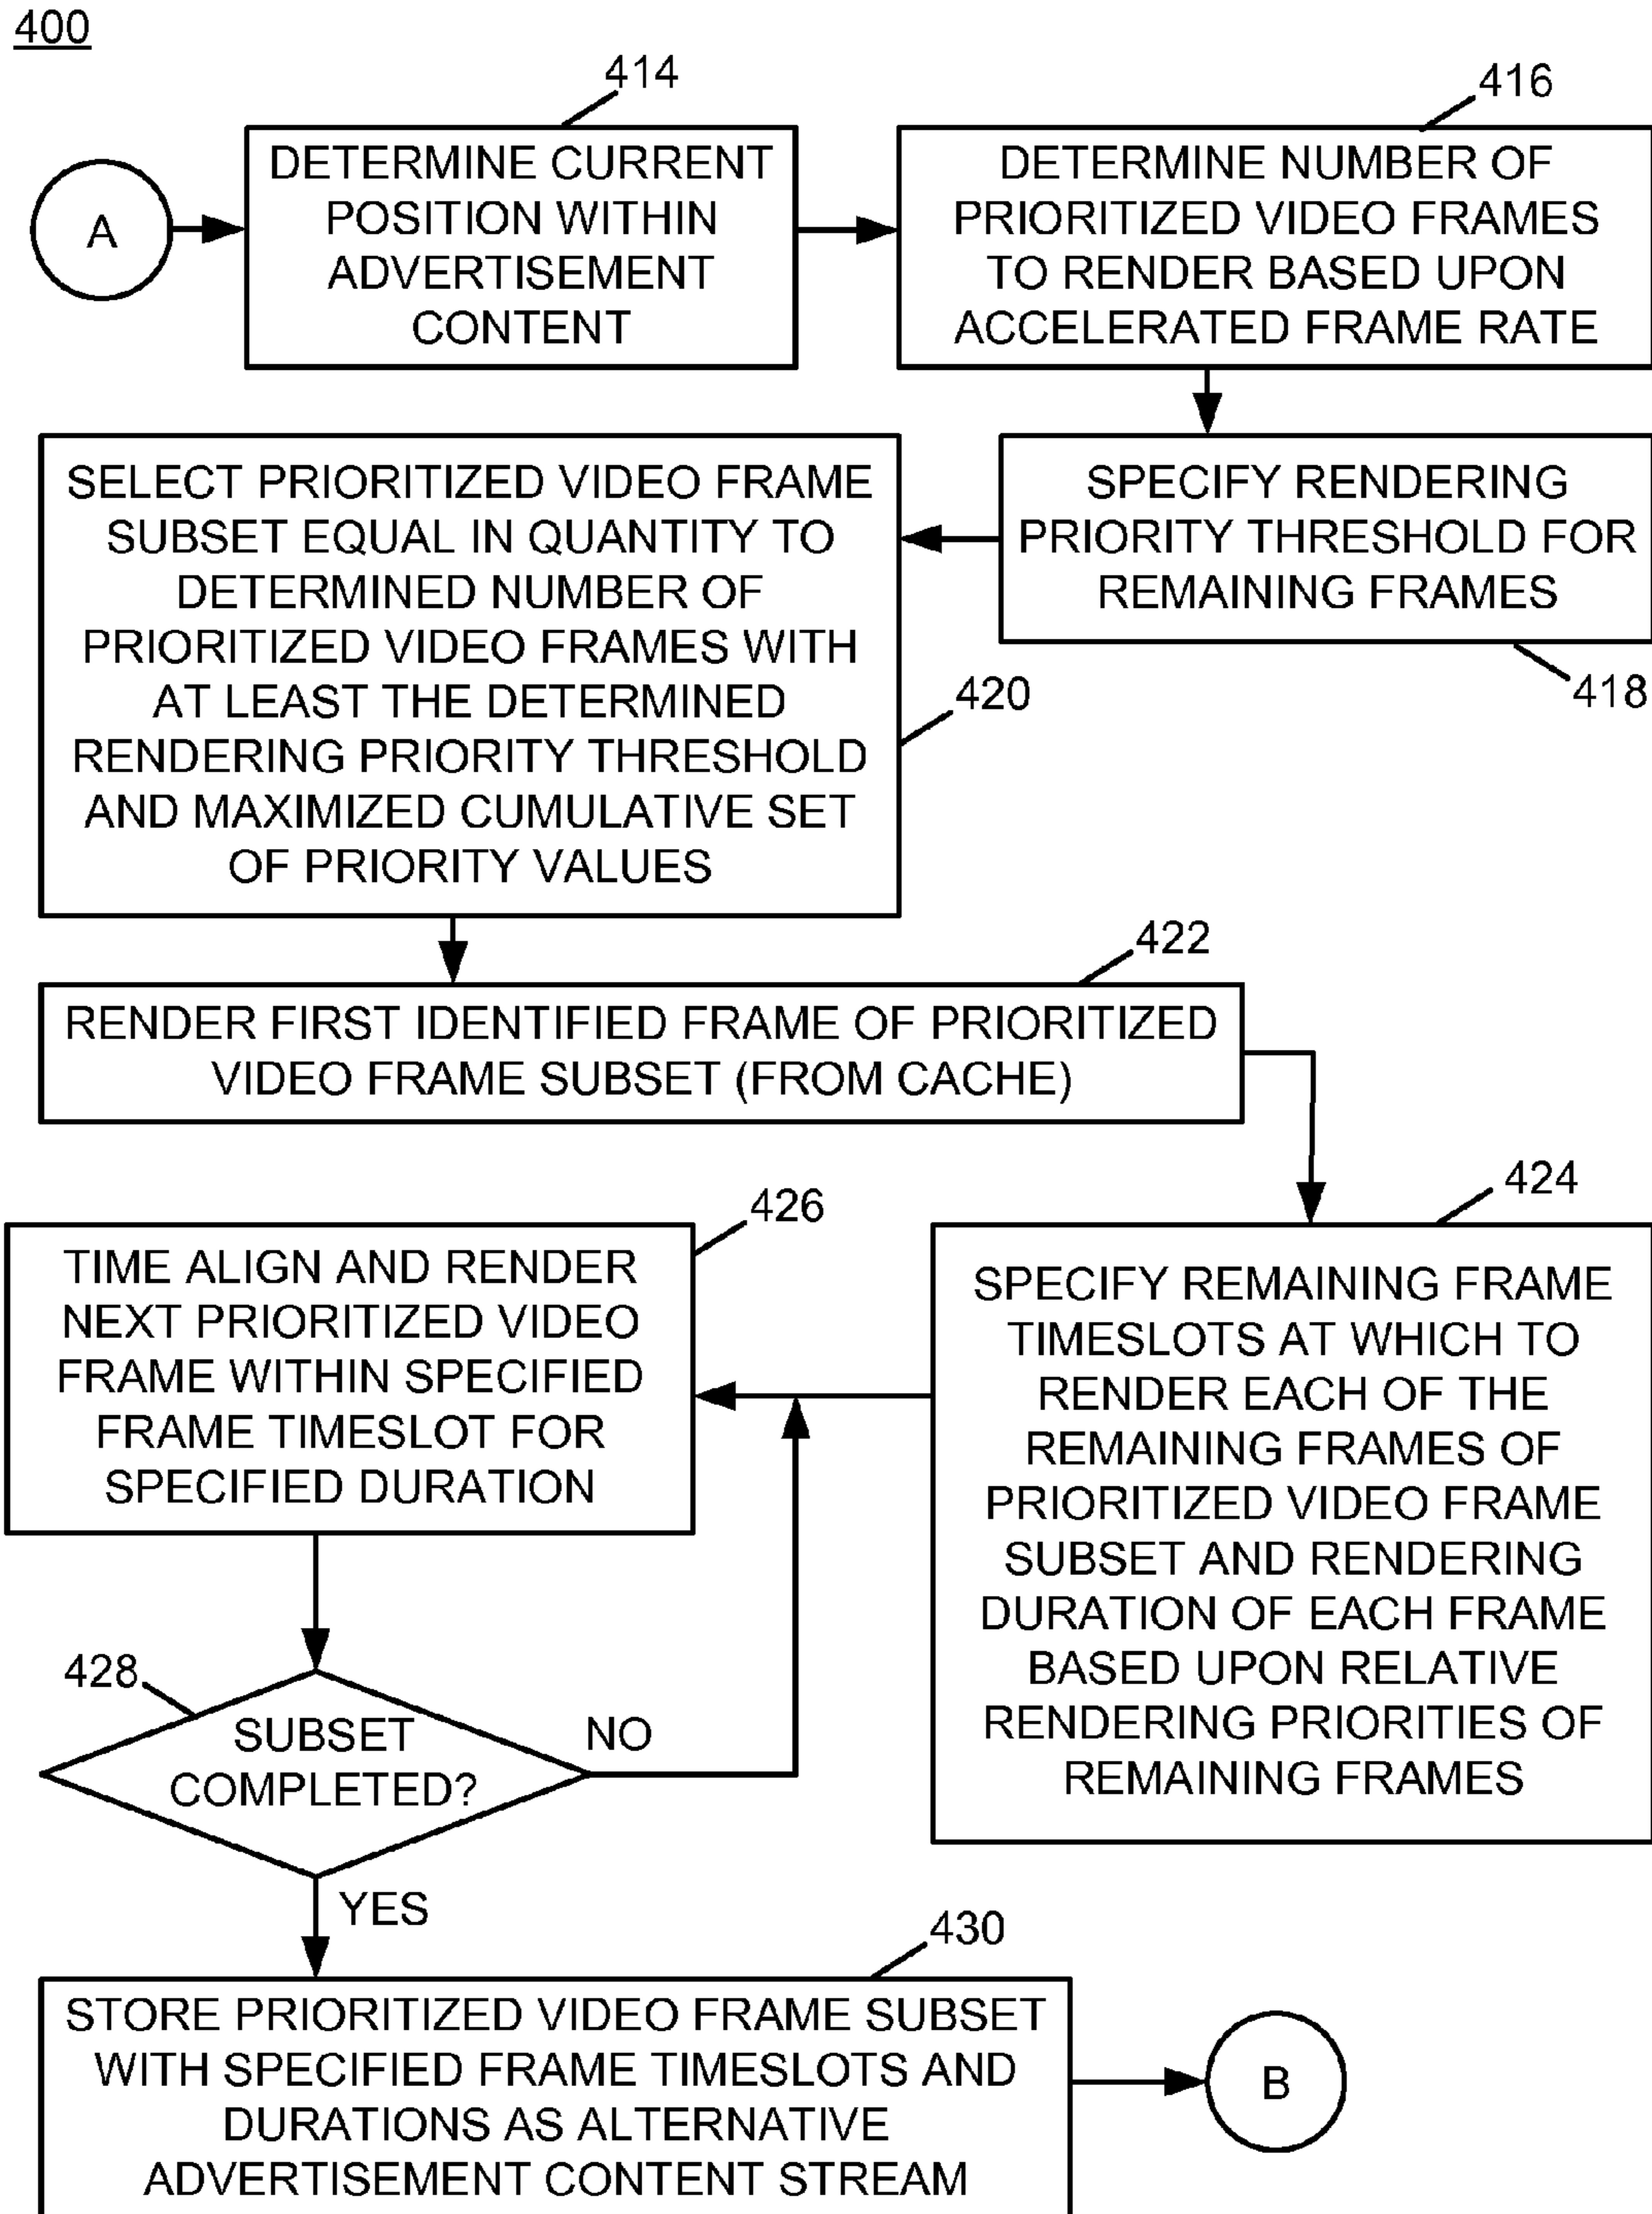 400
414
416
A
DETERMINE CURRENT
POSITION WITHIN
ADVERTISEMENT
CONTENT
DETERMINE NUMBER OF
PRIORITIZED VIDEO FRAMES
TO RENDER BASED UPON
ACCELERATED FRAME RATE
SPECIFY RENDERING
PRIORITY THRESHOLD FOR
REMAINING FRAMES
418
SELECT PRIORITIZED VIDEO FRAME
SUBSET EQUAL IN QUANTITY TO
DETERMINED NUMBER OF
PRIORITIZED VIDEO FRAMES WITH
AT LEAST THE DETERMINED
RENDERING PRIORITY THRESHOLD
AND MAXIMIZED CUMULATIVE SET
OF PRIORITY VALUES
420
422
RENDER FIRST IDENTIFIED FRAME OF PRIORITIZED
VIDEO FRAME SUBSET (FROM CACHE)
424
SPECIFY REMAINING FRAME
TIMESLOTS AT WHICH TO
RENDER EACH OF THE
REMAINING FRAMES OF
PRIORITIZED VIDEO FRAME
SUBSET AND RENDERING
DURATION OF EACH FRAME
BASED UPON RELATIVE
RENDERING PRIORITIES OF
REMAINING FRAMES
426
TIME ALIGN AND RENDER
NEXT PRIORITIZED VIDEO
FRAME WITHIN SPECIFIED
FRAME TIMESLOT FOR
SPECIFIED DURATION
428
SUBSET
COMPLETED?
NO
YES
430
STORE PRIORITIZED VIDEO FRAME SUBSET
WITH SPECIFIED FRAME TIMESLOTS AND
DURATIONS AS ALTERNATIVE
ADVERTISEMENT CONTENT STREAM
B